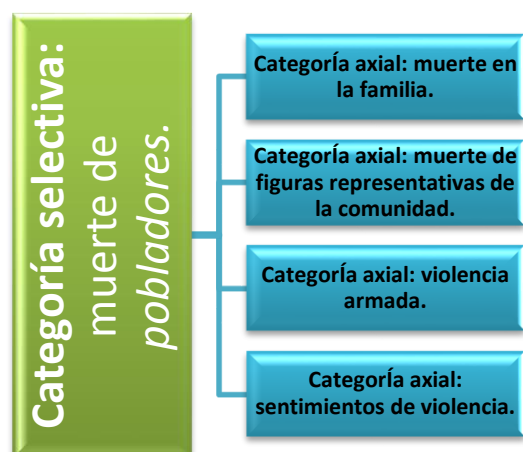 Categoría selectiva:
muerte de
pobladores.
Categoría axial: muerte en
la familia.
Categoría axial: muerte de
figuras representativas de
la comunidad.
Categoría axial: violencia
armada.
Categoría axial:
sentimientos de violencia.